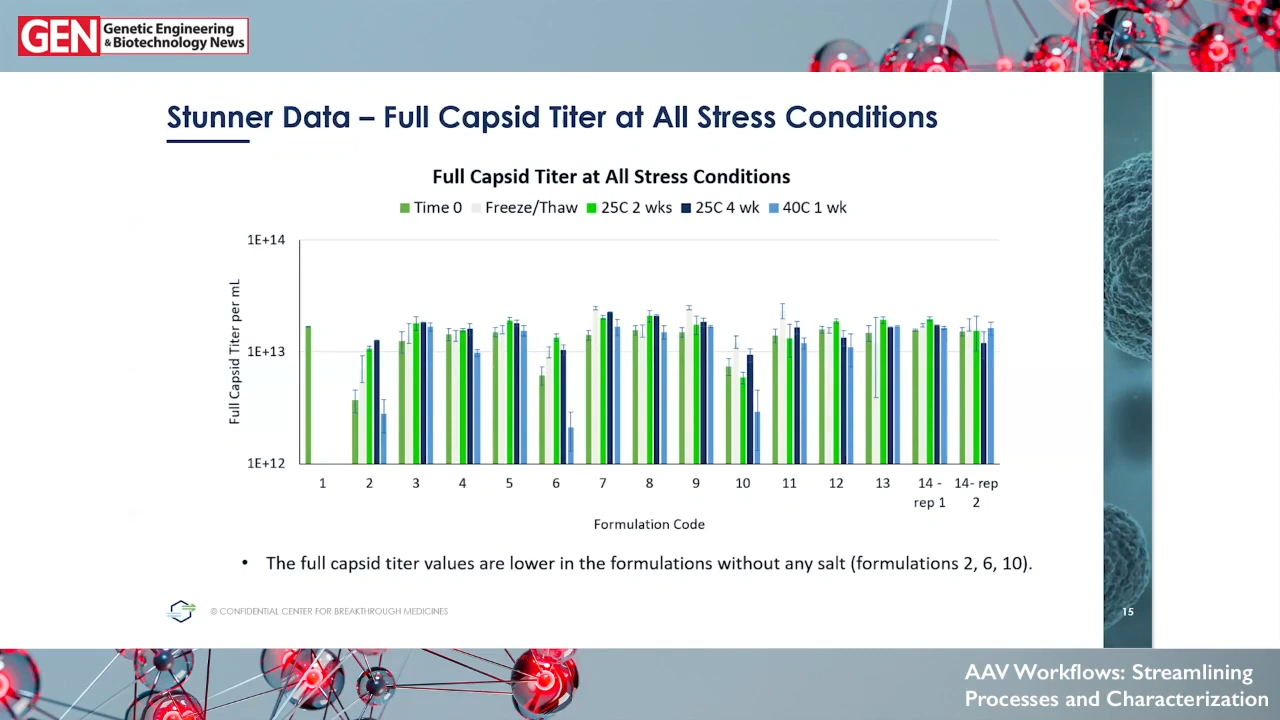 GEN Genetic Engineering
& Biotechnology News
Stunner Data – Full Capsid Titer at All Stress Conditions
Full Capsid Titer at All Stress Conditions
Time 0 Freeze/Thaw 25C 2 wks 25C 4 wk 40C 1 wk
Full Capsid Titer per mL
1E+14
1E+13
1E+12
1 2 3 4 5 6 7 8 9 10 11 12 13 14 - rep 1 14- rep 2
Formulation Code
• The full capsid titer values are lower in the formulations without any salt (formulations 2, 6, 10).
© CONFIDENTIAL CENTER FOR BREAKTHROUGH MEDICINES
15
AAV Workflows: Streamlining
Processes and Characterization